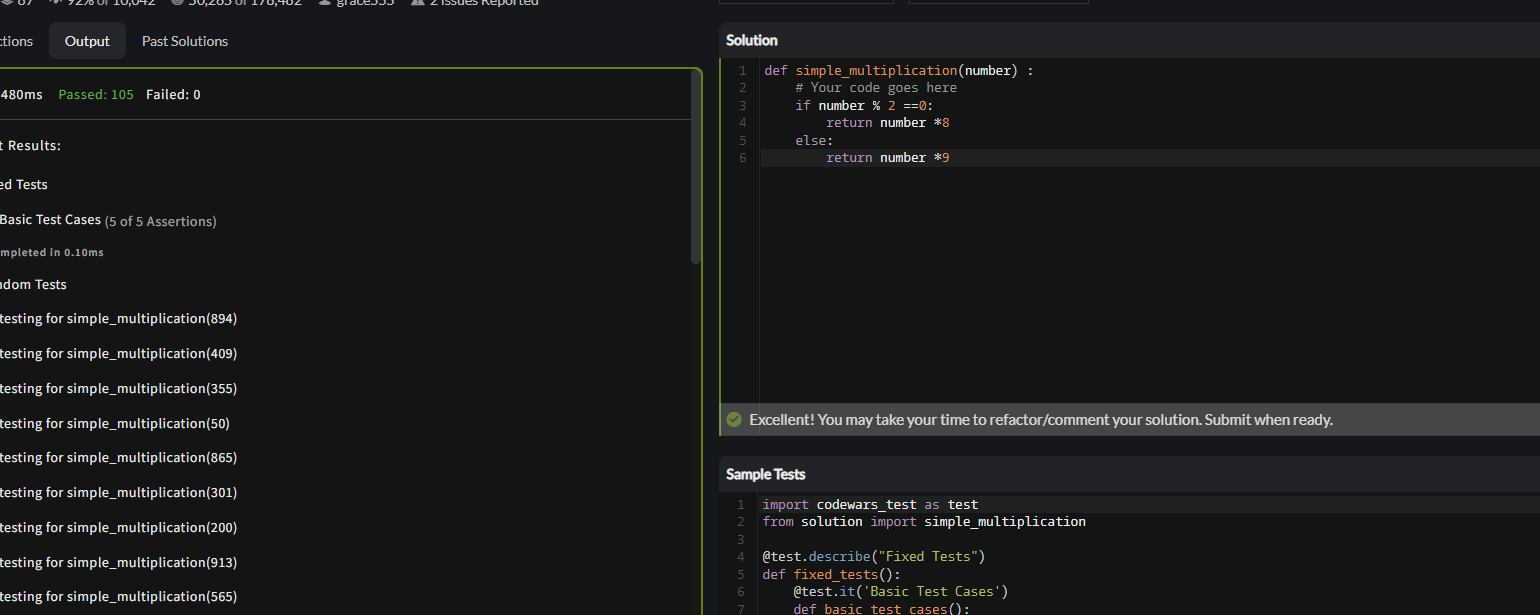 87 92% of 10,042 50,263 of 178,482 grace555 2 Issues Reported
ctions Output Past Solutions
480ms Passed: 105 Failed: 0
t Results:
ed Tests
Basic Test Cases (5 of 5 Assertions)
mpleted in 0.10ms
ndom Tests
testing for simple_multiplication(894)
testing for simple_multiplication(409)
testing for simple_multiplication(355)
testing for simple_multiplication(50)
testing for simple_multiplication(865)
testing for simple_multiplication(301)
testing for simple_multiplication(200)
testing for simple_multiplication(913)
testing for simple_multiplication(565)
Solution
1 def simple_multiplication(number) :
2 # Your code goes here
3 if number % 2 ==0:
4 return number *8
5 else:
6 return number *9
Excellent! You may take your time to refactor/comment your solution. Submit when ready.
Sample Tests
1 import codewars_test as test
2 from solution import simple_multiplication
3
4 @test.describe("Fixed Tests")
5 def fixed_tests():
6 @test.it('Basic Test Cases')
7 def basic_test_cases():